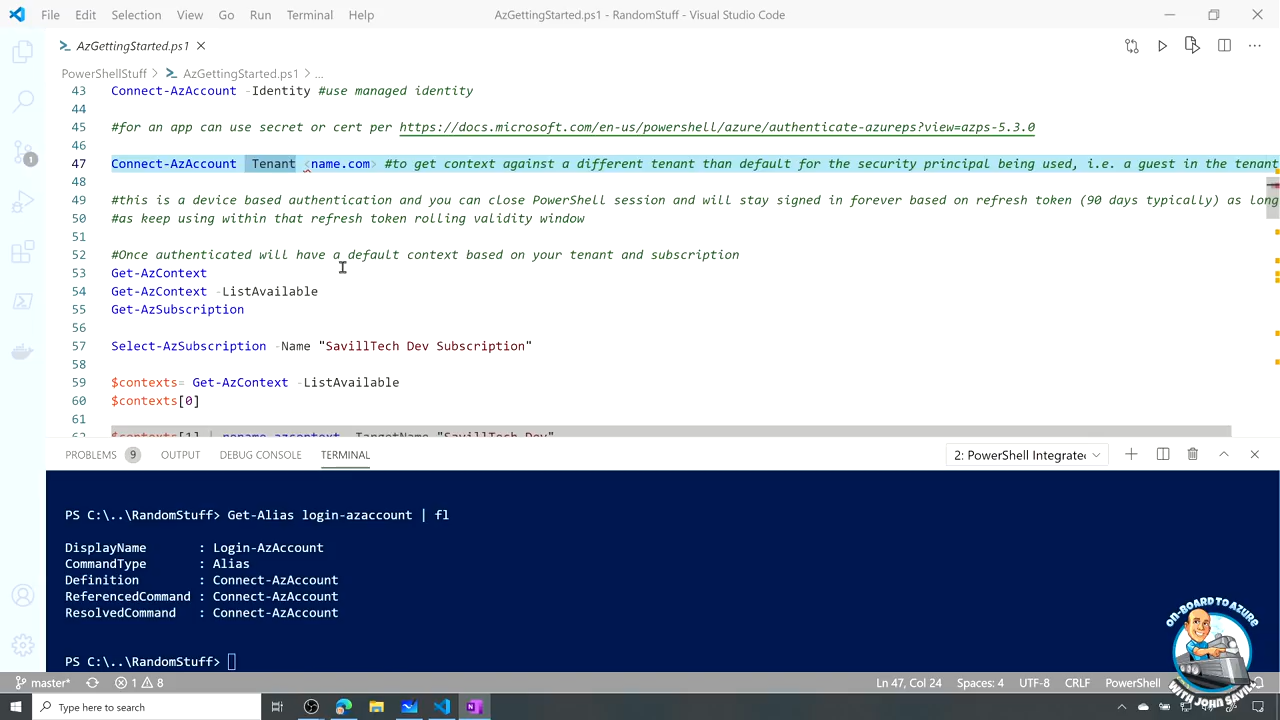 File Edit Selection View Go Run Terminal Help AzGettingStarted.ps1 - RandomStuff - Visual Studio Code
AzGettingStarted.ps1
PowerShellStuff > AzGettingStarted.ps1 > ...
43 Connect-AzAccount -Identity #use managed identity
44
45 #for an app can use secret or cert per https://docs.microsoft.com/en-us/powershell/azure/authenticate-azureps?view=azps-5.3.0
46
47 Connect-AzAccount -Tenant <name.com> #to get context against a different tenant than default for the security principal being used, i.e. a guest in the tenant
48
49 #this is a device based authentication and you can close PowerShell session and will stay signed in forever based on refresh token (90 days typically) as long
50 #as keep using within that refresh token rolling validity window
51
52 #Once authenticated will have a default context based on your tenant and subscription
53 Get-AzContext
54 Get-AzContext -ListAvailable
55 Get-AzSubscription
56
57 Select-AzSubscription -Name "SavillTech Dev Subscription"
58
59 $contexts= Get-AzContext -ListAvailable
60 $contexts[0]
61
62 $contexts[1] | rename-azcontext -TargetName "SavillTech Dev"
PROBLEMS 9 OUTPUT DEBUG CONSOLE TERMINAL 2: PowerShell Integrate
PS C:\..\RandomStuff> Get-Alias login-azaccount | fl
DisplayName : Login-AzAccount
CommandType : Alias
Definition : Connect-AzAccount
ReferencedCommand : Connect-AzAccount
ResolvedCommand : Connect-AzAccount
PS C:\..\RandomStuff>
ON-BOARD TO AZURE
WITH JOHN SAVILL
master* 1 8 Ln 47, Col 24 Spaces: 4 UTF-8 CRLF PowerShell
Type here to search